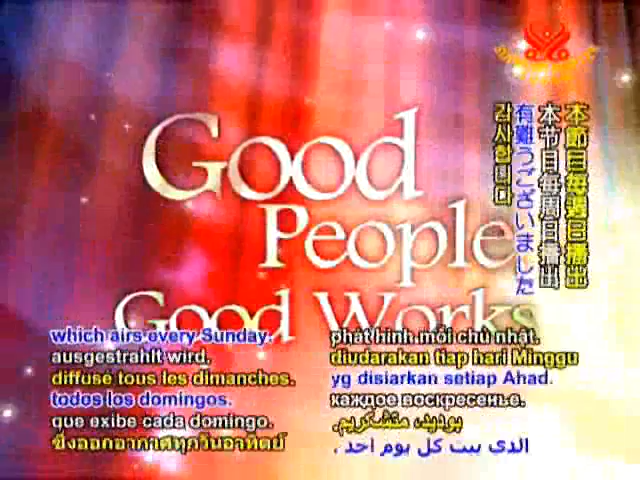 Good
People
Good Works
本節目每週日播出
本节目每周日播出
有難うございました
감사합니다
which airs every Sunday.
ausgestrahlt wird.
diffusé tous les dimanches.
todos los domingos.
que exibe cada domingo.
ซึ่งออกอากาศทุกวันอาทิตย์
phát hình mỗi chủ nhật.
diudarakan tiap hari Minggu
yg disiarkan setiap Ahad.
каждое воскресенье.
بودید، متشکریم.
الذي يبث كل يوم احد .